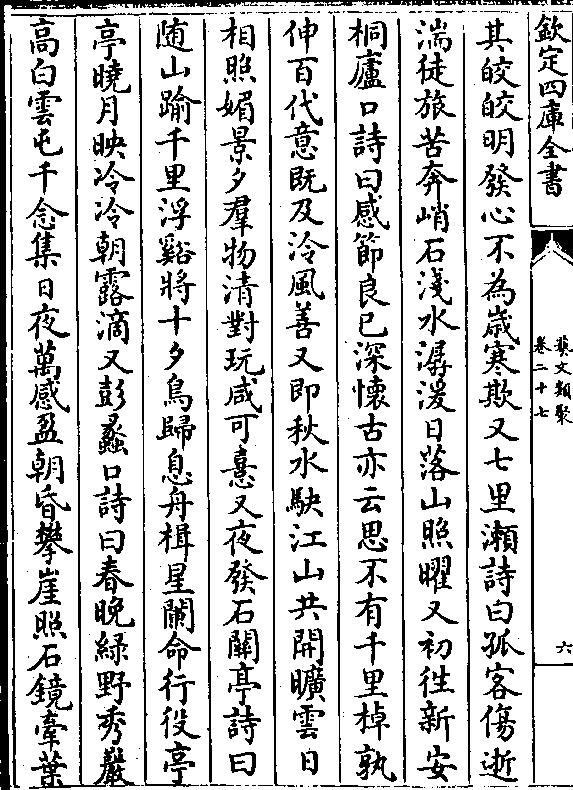 欽定四庫全書
藝文類聚
卷二十七
六
其皎皎明發心不為歲寒欺又七里瀬詩曰孤客傷逝
湍徒旅苦奔峭石淺水潺湲日落山照曜又初徃新安
桐廬口詩曰感節良已深懷古亦云思不有千里棹孰
伸百代意既及泠風善又即秋水駚江山共開曠雲日
相照媚景夕羣物清對玩咸可憙又夜發石關亭詩曰
随山踰千里浮谿將十夕鳥歸息舟楫星闌命行役亭
亭曉月映泠泠朝露滴又彭蠡口詩曰春晚緑野秀巖
高白雲屯千念集日夜萬感盈朝昏攀崖照石鏡牽葉